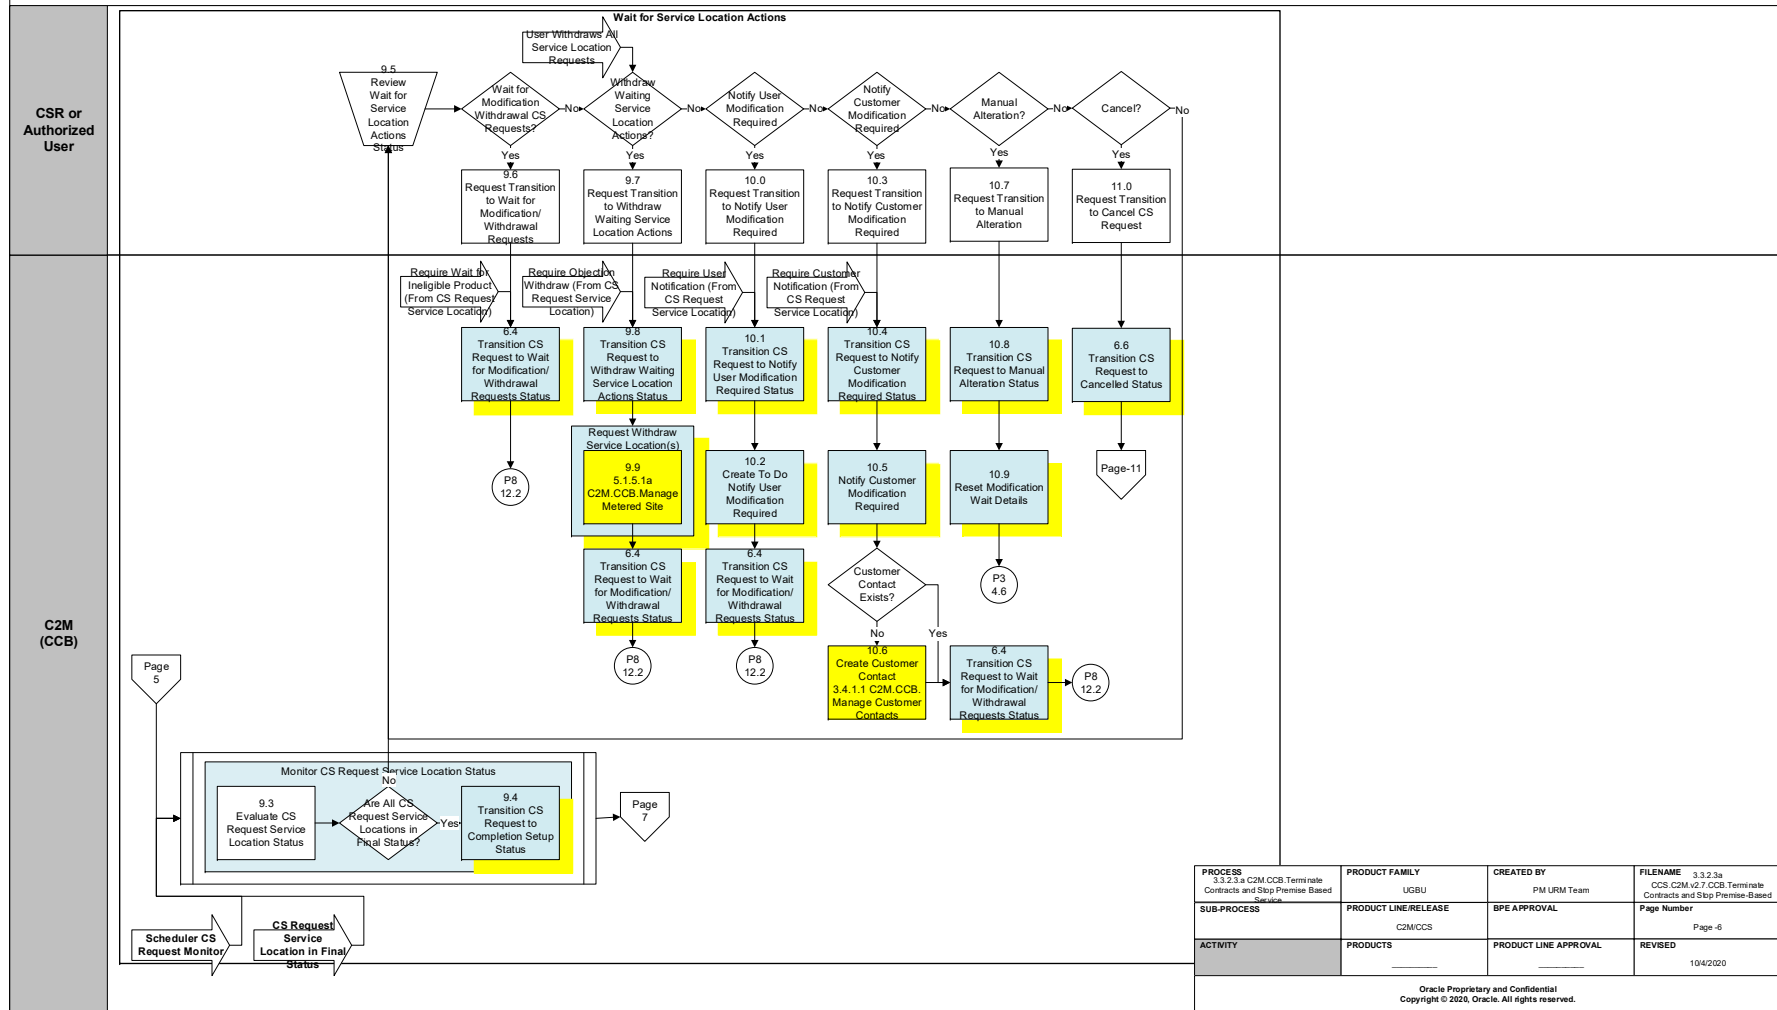 Wait for Service Location Actions
User Withdraws All
Service Location
Requests
CSR or
Authorized
User
9.5
Review
Wait for
Service
Location
Actions
Status
Wait for
Modification
Withdrawal CS
Requests?
No
Withdraw
Waiting
Service
Location
Actions?
No
Notify User
Modification
Required
No
Notify
Customer
Modification
Required
No
Manual
Alteration?
No
Cancel?
No
Yes
Yes
Yes
Yes
Yes
Yes
9.6
Request Transition
to Wait for
Modification/
Withdrawal
Requests
9.7
Request Transition
to Withdraw
Waiting Service
Location Actions
10.0
Request Transition
to Notify User
Modification
Required
10.3
Request Transition
to Notify Customer
Modification
Required
10.7
Request Transition
to Manual
Alteration
11.0
Request Transition
to Cancel CS
Request
C2M
(CCB)
Require Wait for
Ineligible Product
(From CS Request
Service Location)
Require Objection
Withdraw (From CS
Request Service
Location)
Require User
Notification (From
CS Request
Service Location)
Require Customer
Notification (From
CS Request
Service Location)
6.4
Transition CS
Request to Wait
for Modification/
Withdrawal
Requests Status
9.8
Transition CS
Request to
Withdraw Waiting
Service Location
Actions Status
10.1
Transition CS
Request to Notify
User Modification
Required Status
10.4
Transition CS
Request to Notify
Customer
Modification
Required Status
10.8
Transition CS
Request to Manual
Alteration Status
6.6
Transition CS
Request to
Cancelled Status
P8
12.2
Request Withdraw
Service Location(s)
9.9
5.1.5.1a
C2M.CCB.Manage
Metered Site
10.2
Create To Do
Notify User
Modification
Required
10.5
Notify Customer
Modification
Required
10.9
Reset Modification
Wait Details
Page-11
6.4
Transition CS
Request to Wait
for Modification/
Withdrawal
Requests Status
6.4
Transition CS
Request to Wait
for Modification/
Withdrawal
Requests Status
Customer
Contact
Exists?
P3
4.6
No
Yes
P8
12.2
P8
12.2
10.6
Create Customer
Contact
3.4.1.1 C2M.CCB.
Manage Customer
Contacts
6.4
Transition CS
Request to Wait
for Modification/
Withdrawal
Requests Status
P8
12.2
Page
5
Monitor CS Request Service Location Status
No
9.3
Evaluate CS
Request Service
Location Status
Are All CS
Request Service
Locations in
Final Status?
Yes
9.4
Transition CS
Request to
Completion Setup
Status
Page
7
Scheduler CS
Request Monitor
CS Request
Service
Location in Final
Status
PROCESS
3.3.2.3.a C2M.CCB.Terminate
Contracts and Stop Premise Based
Service
PRODUCT FAMILY
UGBU
CREATED BY
PM URM Team
FILENAME 3.3.2.3a
CCS.C2M.v2.7.CCB.Terminate
Contracts and Stop Premise-Based
SUB-PROCESS
PRODUCT LINE/RELEASE
C2M/CCS
BPE APPROVAL
Page Number
Page -6
ACTIVITY
PRODUCTS
PRODUCT LINE APPROVAL
REVISED
10/4/2020
Oracle Proprietary and Confidential
Copyright © 2020, Oracle. All rights reserved.